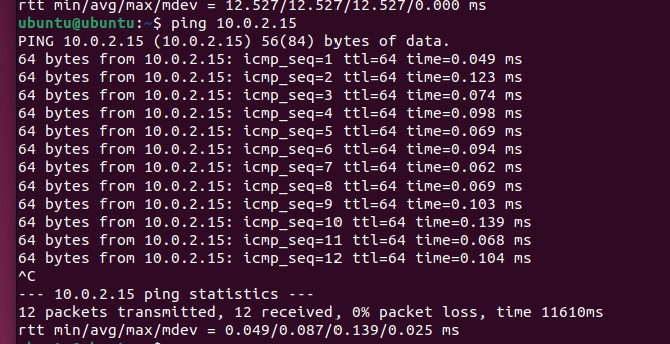 rtt min/avg/max/mdev = 12.527/12.527/12.527/0.000 ms
ubuntu@ubuntu:~$ ping 10.0.2.15
PING 10.0.2.15 (10.0.2.15) 56(84) bytes of data.
64 bytes from 10.0.2.15: icmp_seq=1 ttl=64 time=0.049 ms
64 bytes from 10.0.2.15: icmp_seq=2 ttl=64 time=0.123 ms
64 bytes from 10.0.2.15: icmp_seq=3 ttl=64 time=0.074 ms
64 bytes from 10.0.2.15: icmp_seq=4 ttl=64 time=0.098 ms
64 bytes from 10.0.2.15: icmp_seq=5 ttl=64 time=0.069 ms
64 bytes from 10.0.2.15: icmp_seq=6 ttl=64 time=0.094 ms
64 bytes from 10.0.2.15: icmp_seq=7 ttl=64 time=0.062 ms
64 bytes from 10.0.2.15: icmp_seq=8 ttl=64 time=0.069 ms
64 bytes from 10.0.2.15: icmp_seq=9 ttl=64 time=0.103 ms
64 bytes from 10.0.2.15: icmp_seq=10 ttl=64 time=0.139 ms
64 bytes from 10.0.2.15: icmp_seq=11 ttl=64 time=0.068 ms
64 bytes from 10.0.2.15: icmp_seq=12 ttl=64 time=0.104 ms
^C
--- 10.0.2.15 ping statistics ---
12 packets transmitted, 12 received, 0% packet loss, time 11610ms
rtt min/avg/max/mdev = 0.049/0.087/0.139/0.025 ms